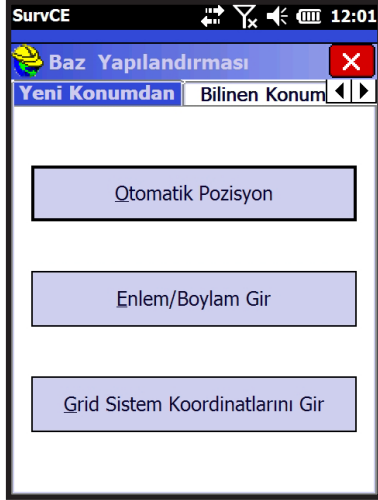 SurvCE 12:01
Baz Yapılandırması
Yeni Konumdan Bilinen Konum
Otomatik Pozisyon
Enlem/Boylam Gir
Grid Sistem Koordinatlarını Gir